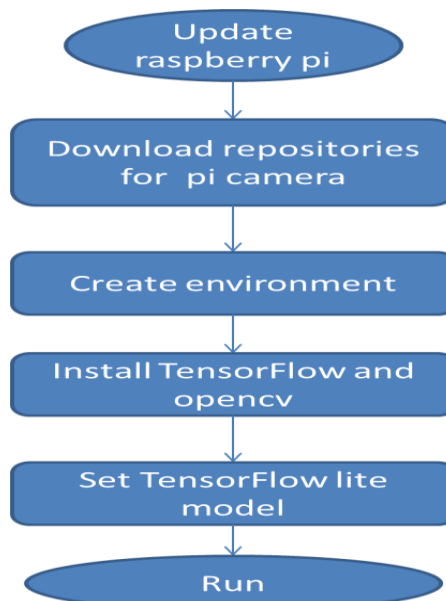 Update
raspberry pi
Download repositories
for pi camera
Create environment
Install TensorFlow and
opencv
Set TensorFlow lite
model
Run